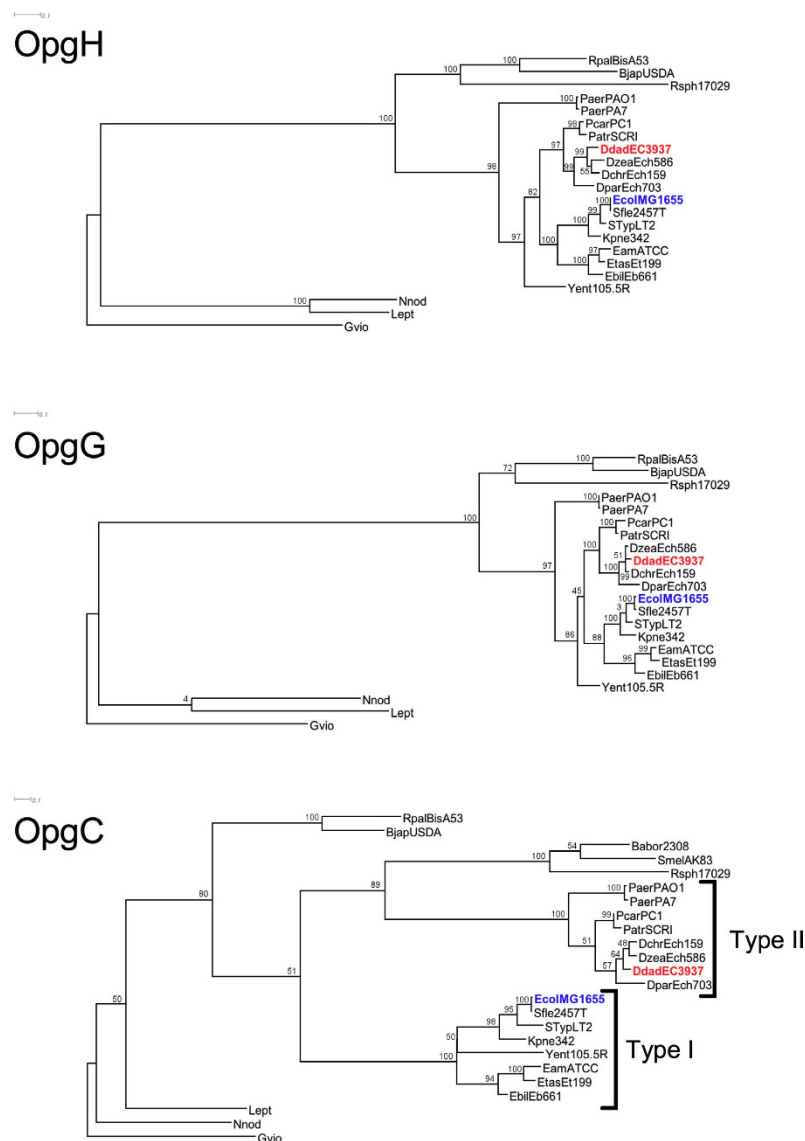 0.1
OpgH
RpalBisA53
100
BjapUSDA
100
Rsph17029
100
100 PaerPAO1
PaerPA7
98 PcarPC1
PatrSCRI
97
99 DdadEC3937
98
99 DzeaEch586
55 DchrEch159
82
DparEch703
100 EcolMG1655
99 Sfle2457T
STypLT2
97
100 Kpne342
97 EamATCC
100 EtasEt199
EbilEb661
Yent105.5R
100 Nnod
Lept
Gvio
0.1
OpgG
RpalBisA53
100
72 BjapUSDA
Rsph17029
100
PaerPAO1
100
PaerPA7
PcarPC1
100
100 PatrSCRI
DzeaEch586
51 DdadEC3937
97
100
99 DchrEch159
DparEch703
45
100 EcolMG1655
3 Sfle2457T
100 STypLT2
86 88 Kpne342
99 EamATCC
96 EtasEt199
EbilEb661
Yent105.5R
4 Nnod
Lept
Gvio
0.1
OpgC
100 RpalBisA53
BjapUSDA
54 Babor2308
100 SmelAK83
Rsph17029
80
89
100 PaerPAO1
PaerPA7
100
99 PcarPC1
PatrSCRI
51
48 DchrEch159
Type II
64 DzeaEch586
57 DdadEC3937
DparEch703
51
50
100 EcolMG1655
95 Sfle2457T
98 STypLT2
50 Kpne342
Type I
100 Yent105.5R
100 EamATCC
94 EtasEt199
EbilEb661
Lept
Nnod
Gvio